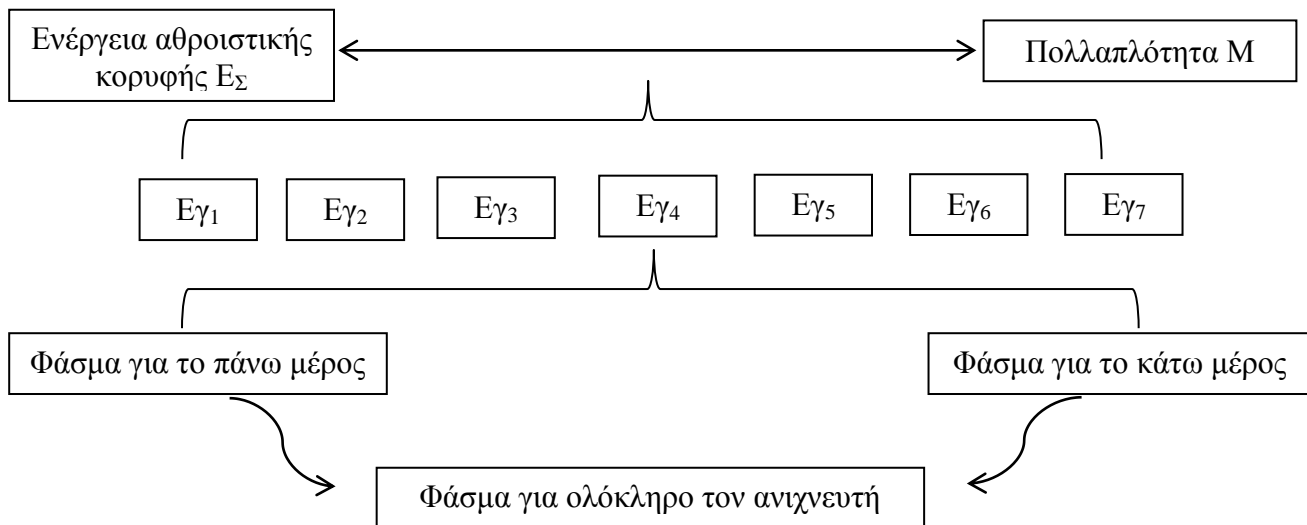 Ενέργεια αθροιστικής
κορυφής ΕΣ
Πολλαπλότητα Μ
Εγ1
Εγ2
Εγ3
Εγ4
Εγ5
Εγ6
Εγ7
Φάσμα για το πάνω μέρος
Φάσμα για το κάτω μέρος
Φάσμα για ολόκληρο τον ανιχνευτή